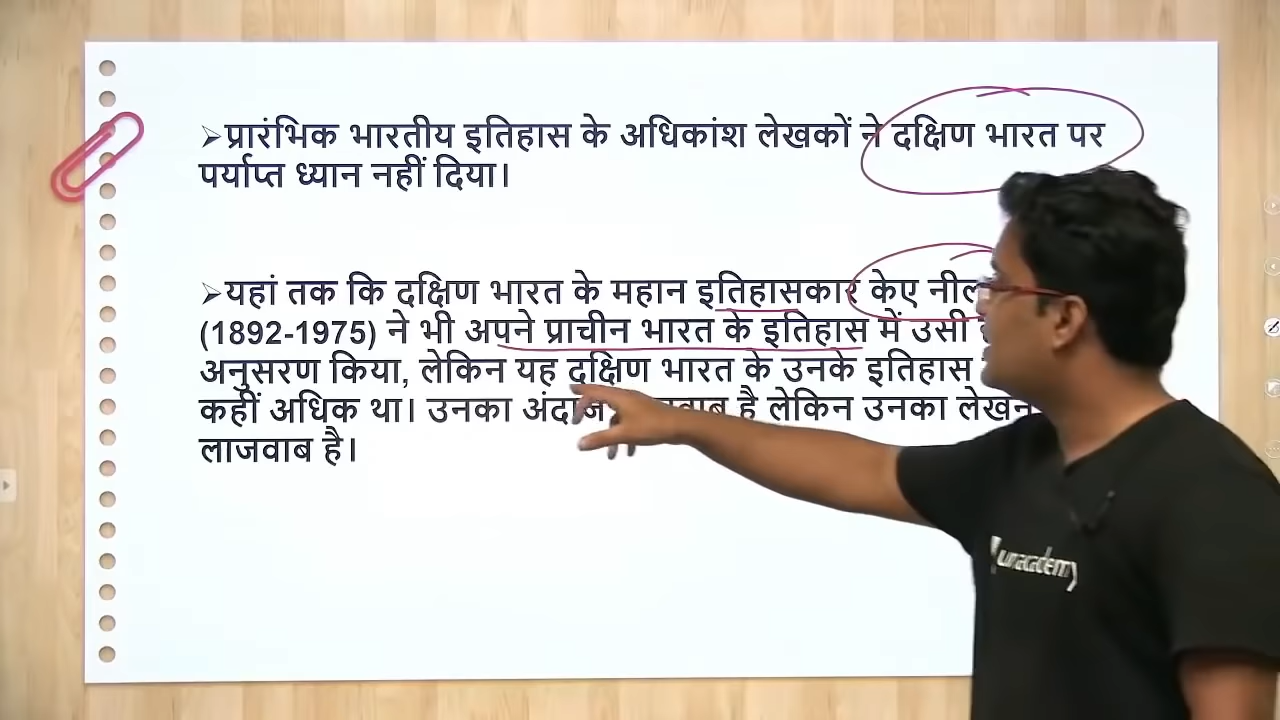 ➢प्रारंभिक भारतीय इतिहास के अधिकांश लेखकों ने दक्षिण भारत पर
पर्याप्त ध्यान नहीं दिया।
➢यहां तक कि दक्षिण भारत के महान इतिहासकार केए
(1892-1975) ने भी अपने प्राचीन भारत के इतिहास में उसी
अनुसरण किया, लेकिन यह दक्षिण भारत के उनके इतिहास
कहीं अधिक था। उनका है लेकिन उनका लेखन
लाजवाब है।
unacademy